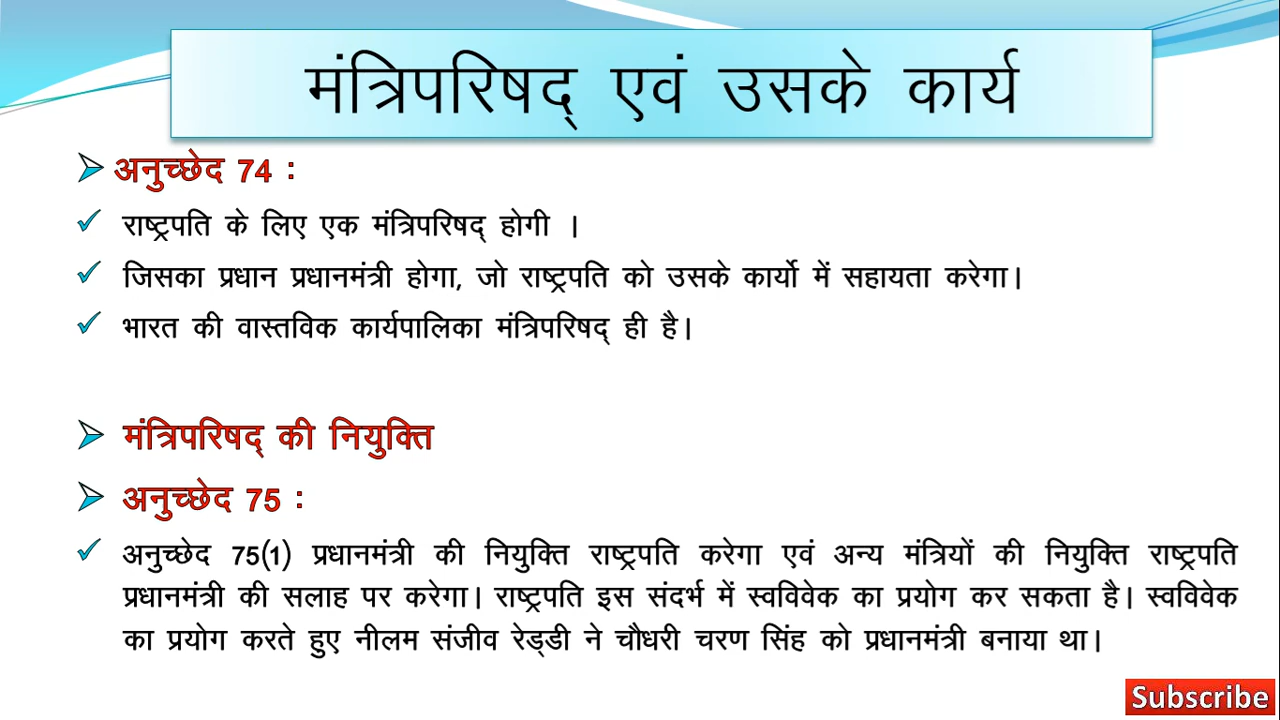 मंत्रिपरिषद् एवं उसके कार्य
अनुच्छेद 74 :
राष्ट्रपति के लिए एक मंत्रिपरिषद् होगी ।
जिसका प्रधान प्रधानमंत्री होगा, जो राष्ट्रपति को उसके कार्यो में सहायता करेगा।
भारत की वास्तविक कार्यपालिका मंत्रिपरिषद् ही है।
मंत्रिपरिषद् की नियुक्ति
अनुच्छेद 75 :
अनुच्छेद 75(1) प्रधानमंत्री की नियुक्ति राष्ट्रपति करेगा एवं अन्य मंत्रियों की नियुक्ति राष्ट्रपति
प्रधानमंत्री की सलाह पर करेगा। राष्ट्रपति इस संदर्भ में स्वविवेक का प्रयोग कर सकता है। स्वविवेक
का प्रयोग करते हुए नीलम संजीव रेड्डी ने चौधरी चरण सिंह को प्रधानमंत्री बनाया था।
Subscribe